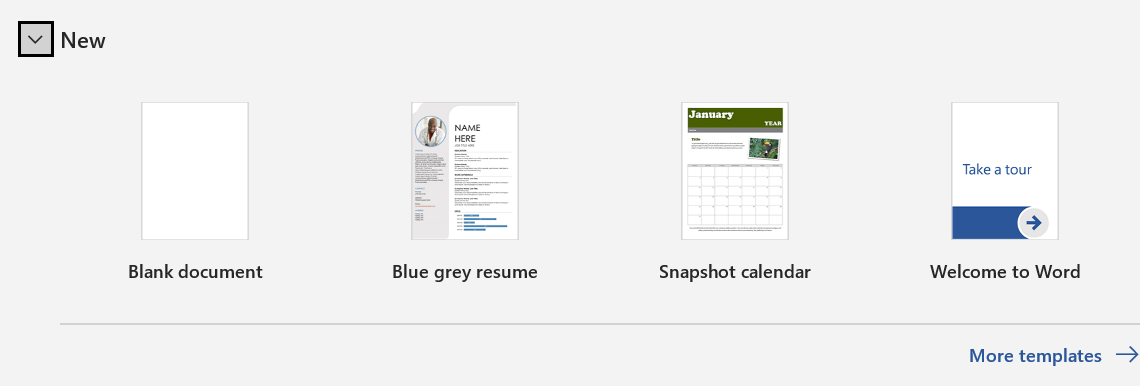 New
NAME
HERE
January
YEAR
Title
Take a tour
Blank document
Blue grey resume
Snapshot calendar
Welcome to Word
More templates